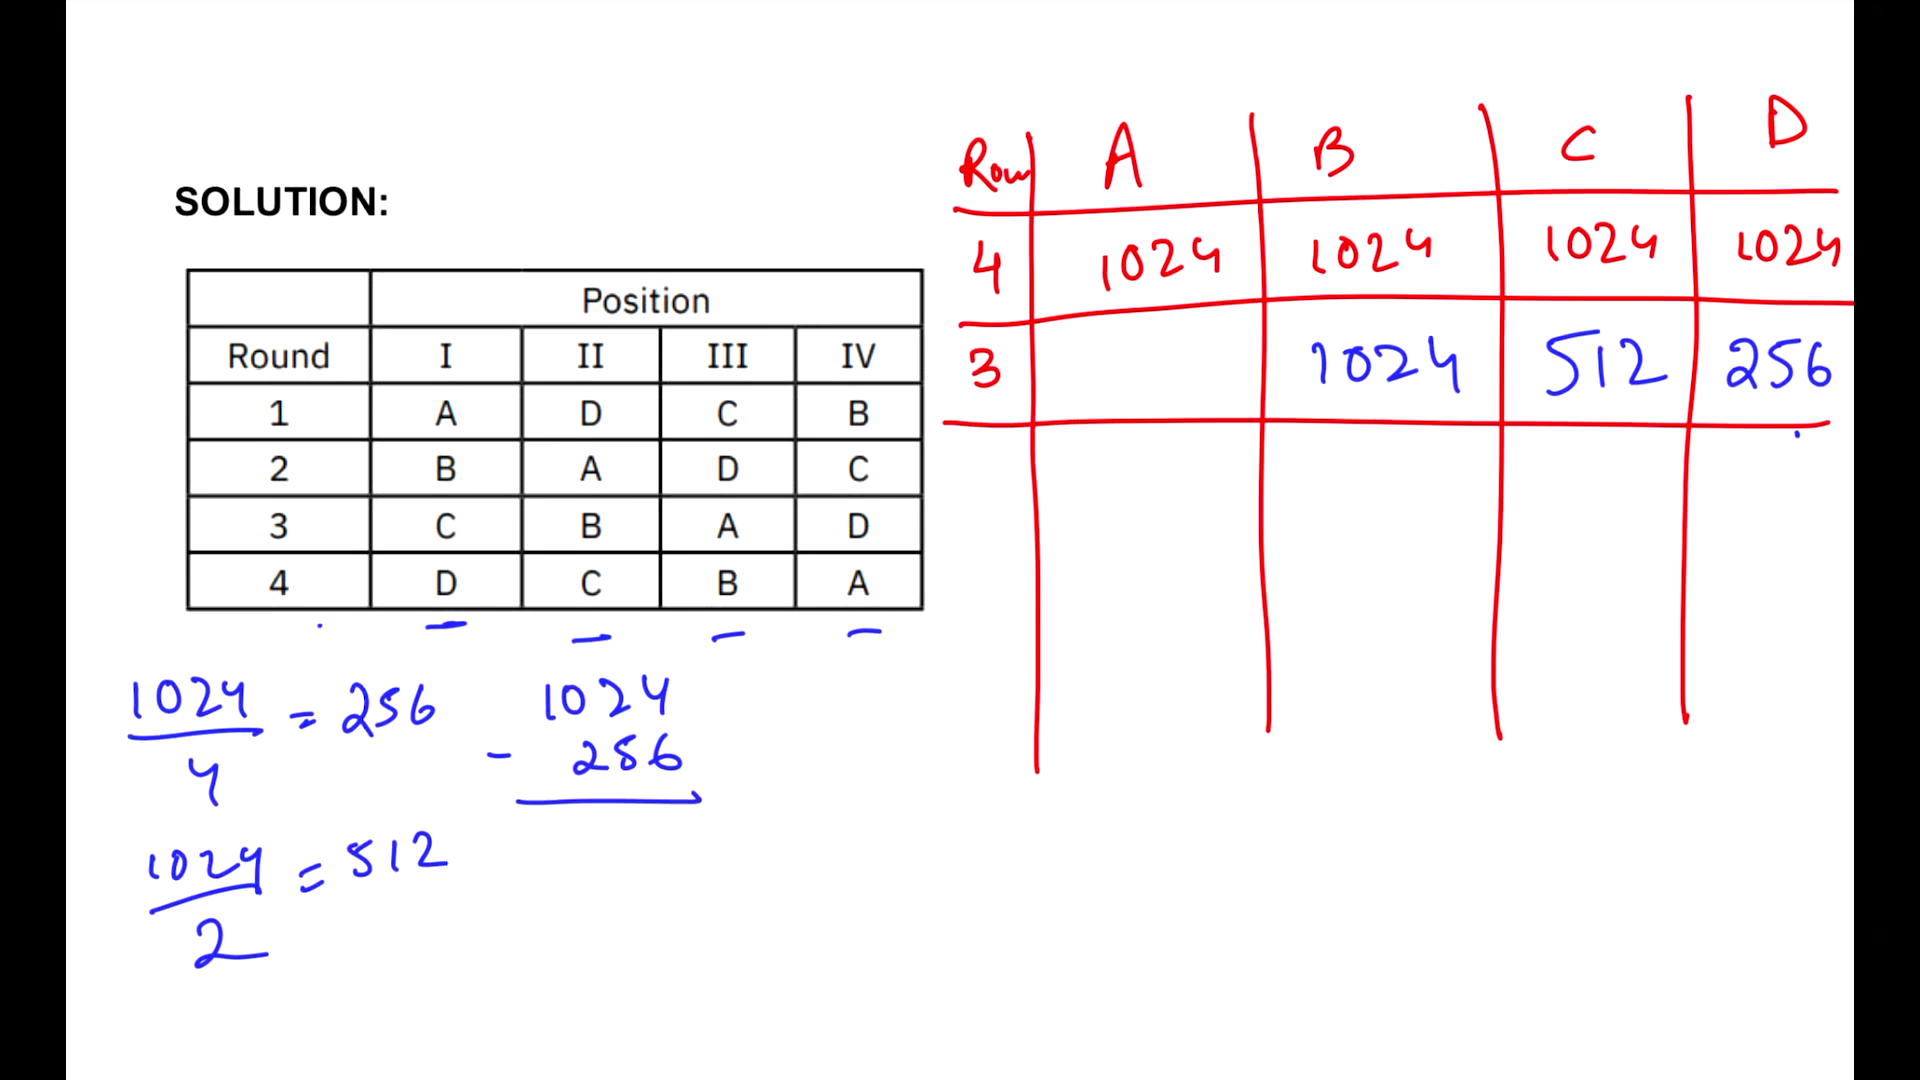 SOLUTION:
Position
Round I II III IV
1 A D C B
2 B A D C
3 C B A D
4 D C B A
1024
4
= 256
1024
- 256
1024
2
= 512
Row A B C D
4 1024 1024 1024 1024
3 1024 512 256